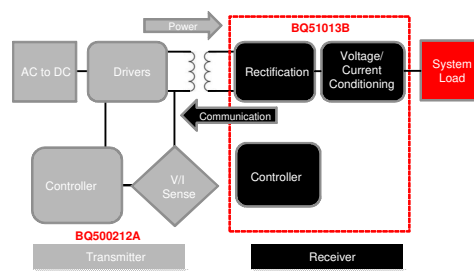 Power
BQ51013B
AC to DC
Drivers
Rectification
Voltage/
Current
Conditioning
System
Load
Communication
Controller
V/I
Sense
Controller
BQ500212A
Transmitter
Receiver